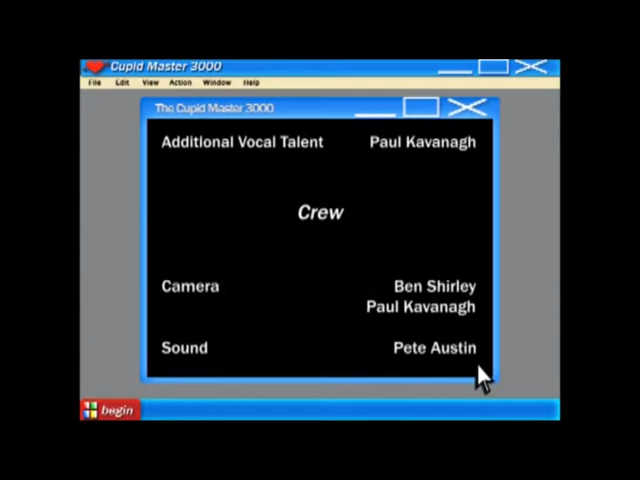 Cupid Master 3000
File Edit View Action Window Help
The Cupid Master 3000
Additional Vocal Talent Paul Kavanagh
Crew
Camera Ben Shirley
Paul Kavanagh
Sound Pete Austin
begin